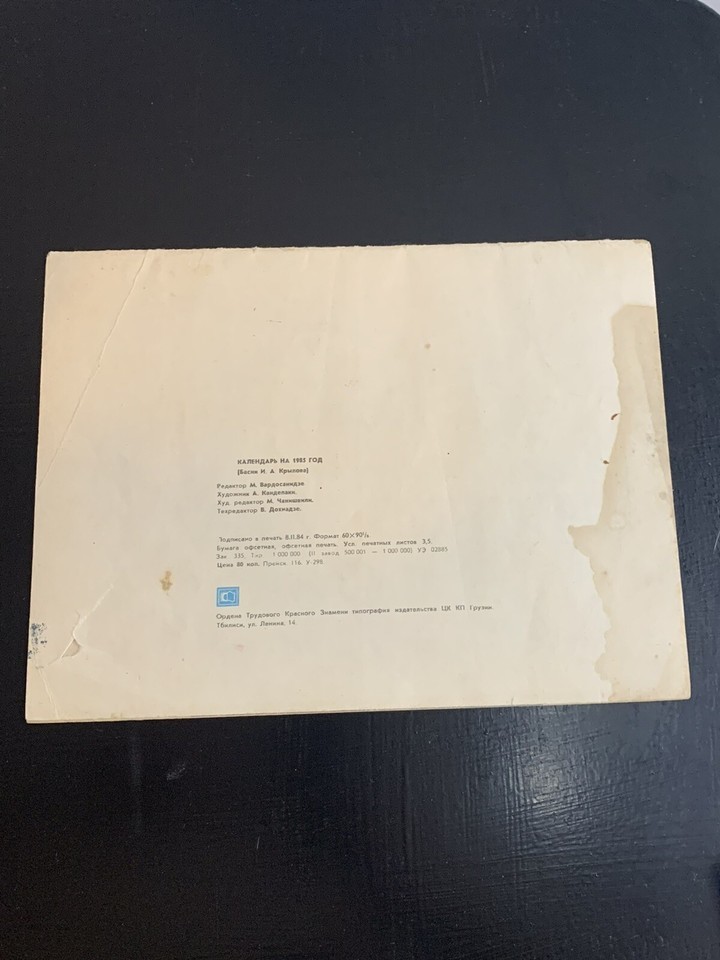 КАЛЕНДАРЬ НА 1985 ГОД
(Басни И. А. Крылова)
Редактор М. Вардосанидзе.
Художник А. Канделаки.
Худ. редактор М. Чанишвили.
Техредактор В. Дохнадзе.
Подписано в печать 8.II.84 г. Формат 60×90¹/₈
Бумага офсетная, офсетная печать. Усл. печатных листов 3,5.
Зак. 335, Тир. 1 000 000 (II завод 500 001 — 1 000 000) УЭ 02885
Цена 80 коп. Прейск. 116. У-299.
Ордена Трудового Красного Знамени типография издательства ЦК КП Грузии.
Тбилиси, ул. Ленина, 14.